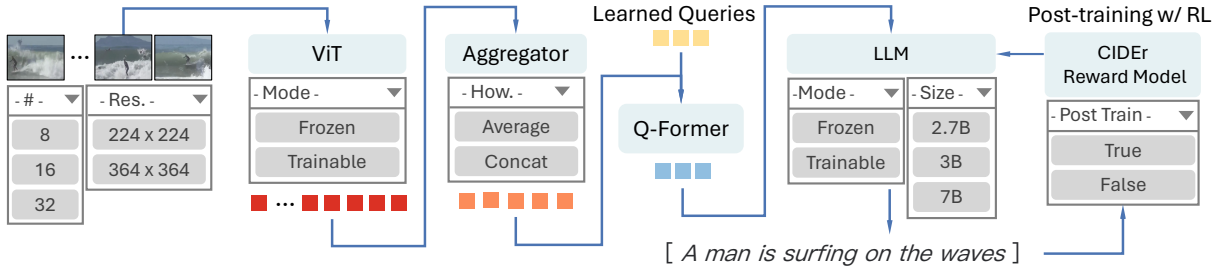 Learned Queries
Post-training w/ RL
ViT
Aggregator
LLM
CIDEr
Reward Model
...
- # -
8
16
32
- Res. -
224 x 224
364 x 364
- Mode -
Frozen
Trainable
...
- How. -
Average
Concat
Q-Former
-Mode -
Frozen
Trainable
- Size -
2.7B
3B
7B
- Post Train -
True
False
[ A man is surfing on the waves ]